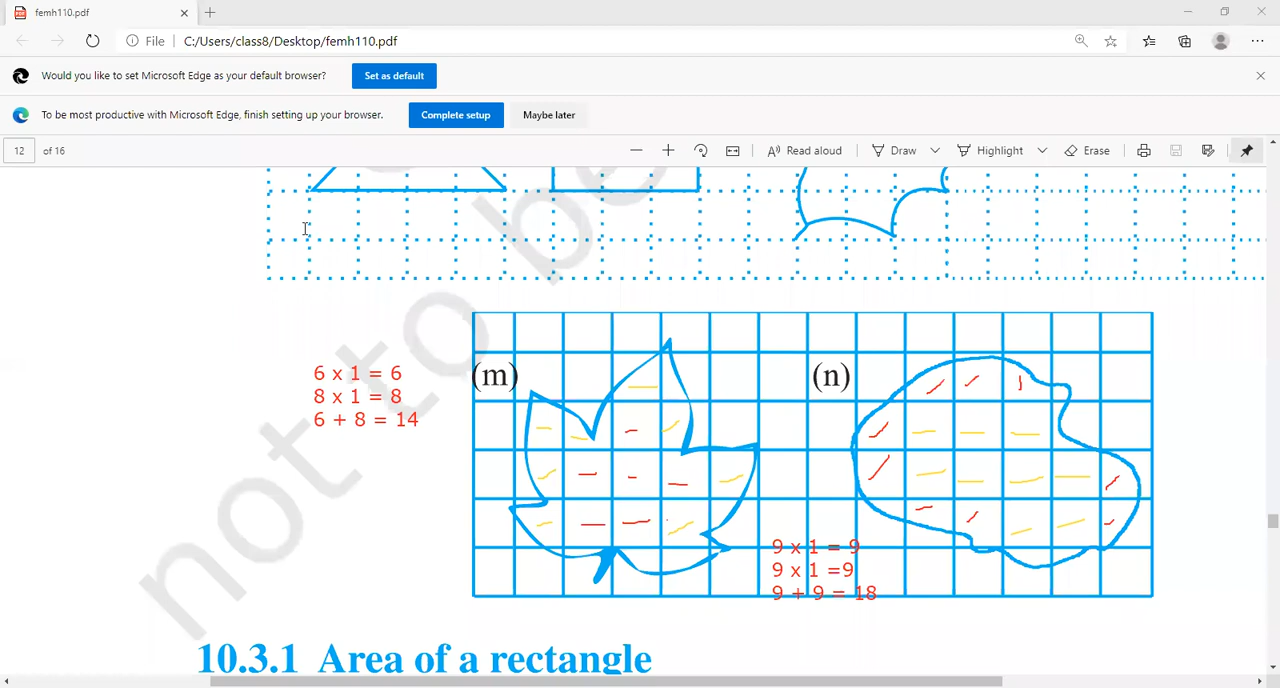 femh110.pdf
File C:/Users/class8/Desktop/femh110.pdf
Would you like to set Microsoft Edge as your default browser? Set as default
To be most productive with Microsoft Edge, finish setting up your browser. Complete setup Maybe later
12 of 16 Read aloud Draw Highlight Erase
not to be
(m) (n)
6 x 1 = 6
8 x 1 = 8
6 + 8 = 14
9 x 1 = 9
9 x 1 =9
9 + 9 = 18
10.3.1 Area of a rectangle